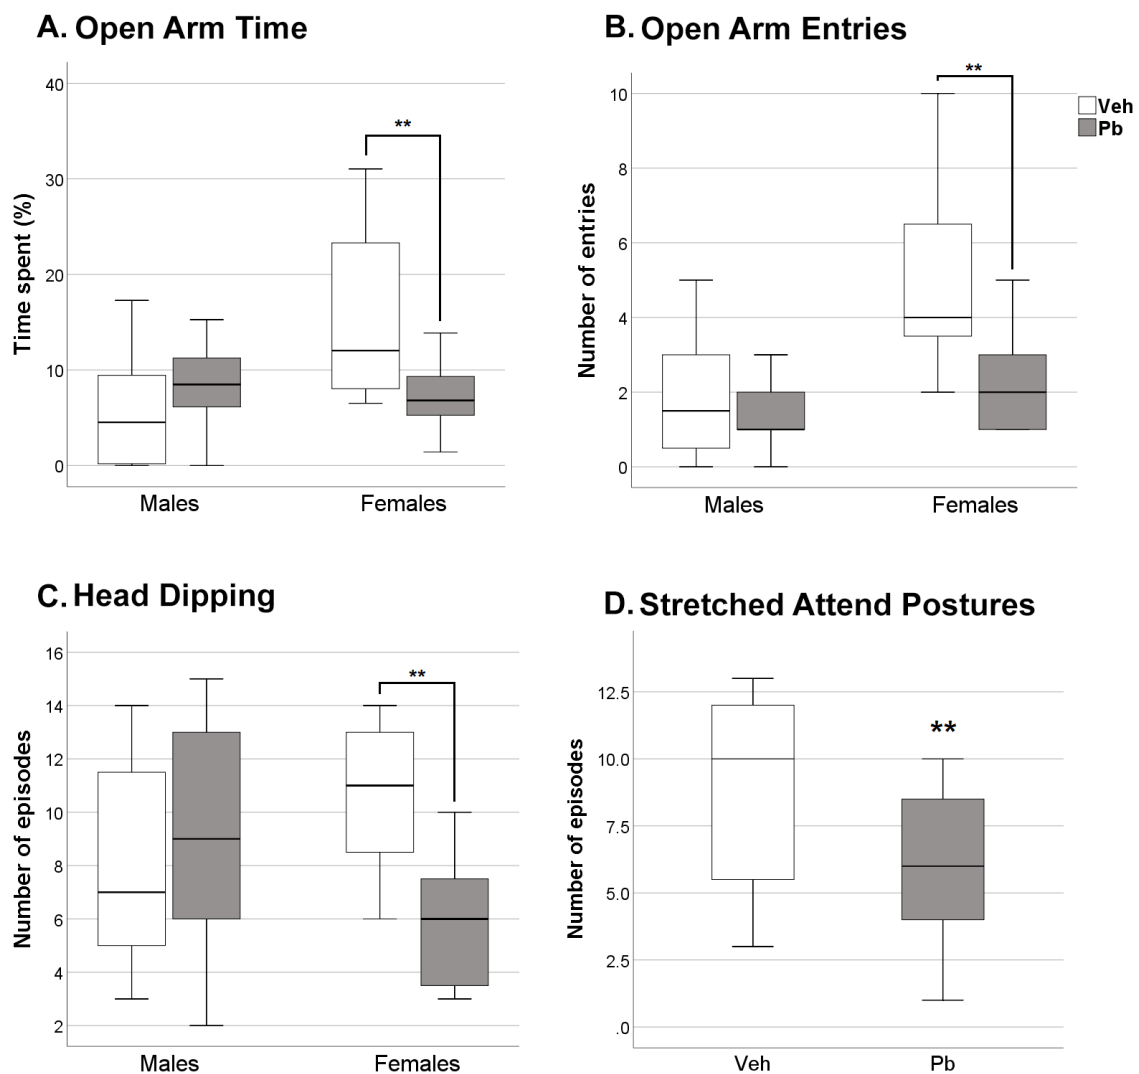 A. Open Arm Time
40
30
20
10
0
Time spent (%)
**
Males
Females
B. Open Arm Entries
10
8
6
4
2
0
Number of entries
**
Males
Females
Veh
Pb
C. Head Dipping
16
14
12
10
8
6
4
2
Number of episodes
**
Males
Females
D. Stretched Attend Postures
12.5
10.0
7.5
5.0
2.5
.0
Number of episodes
**
Veh
Pb